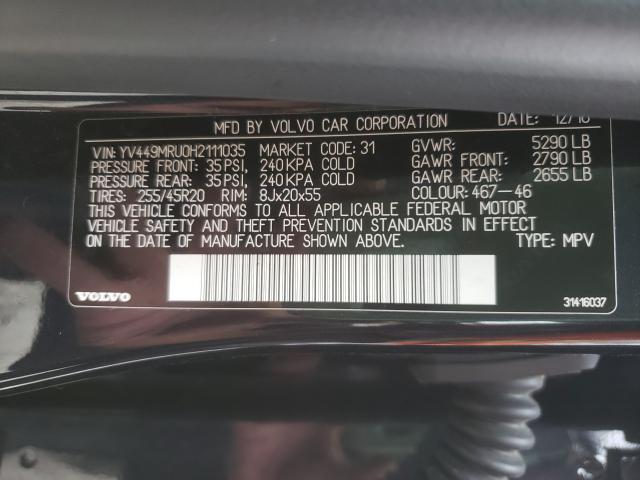 MFD BY VOLVO CAR CORPORATION DATE: 12/16
VIN: YV449MRU0H2111035 MARKET CODE: 31 GVWR: 5290 LB
PRESSURE FRONT: 35 PSI, 240 KPA COLD GAWR FRONT: 2790 LB
PRESSURE REAR: 35 PSI, 240 KPA COLD GAWR REAR: 2655 LB
TIRES: 255/45R20 RIM: 8Jx20x55 COLOUR: 467-46
THIS VEHICLE CONFORMS TO ALL APPLICABLE FEDERAL MOTOR
VEHICLE SAFETY AND THEFT PREVENTION STANDARDS IN EFFECT
ON THE DATE OF MANUFACTURE SHOWN ABOVE. TYPE: MPV
VOLVO 31416037